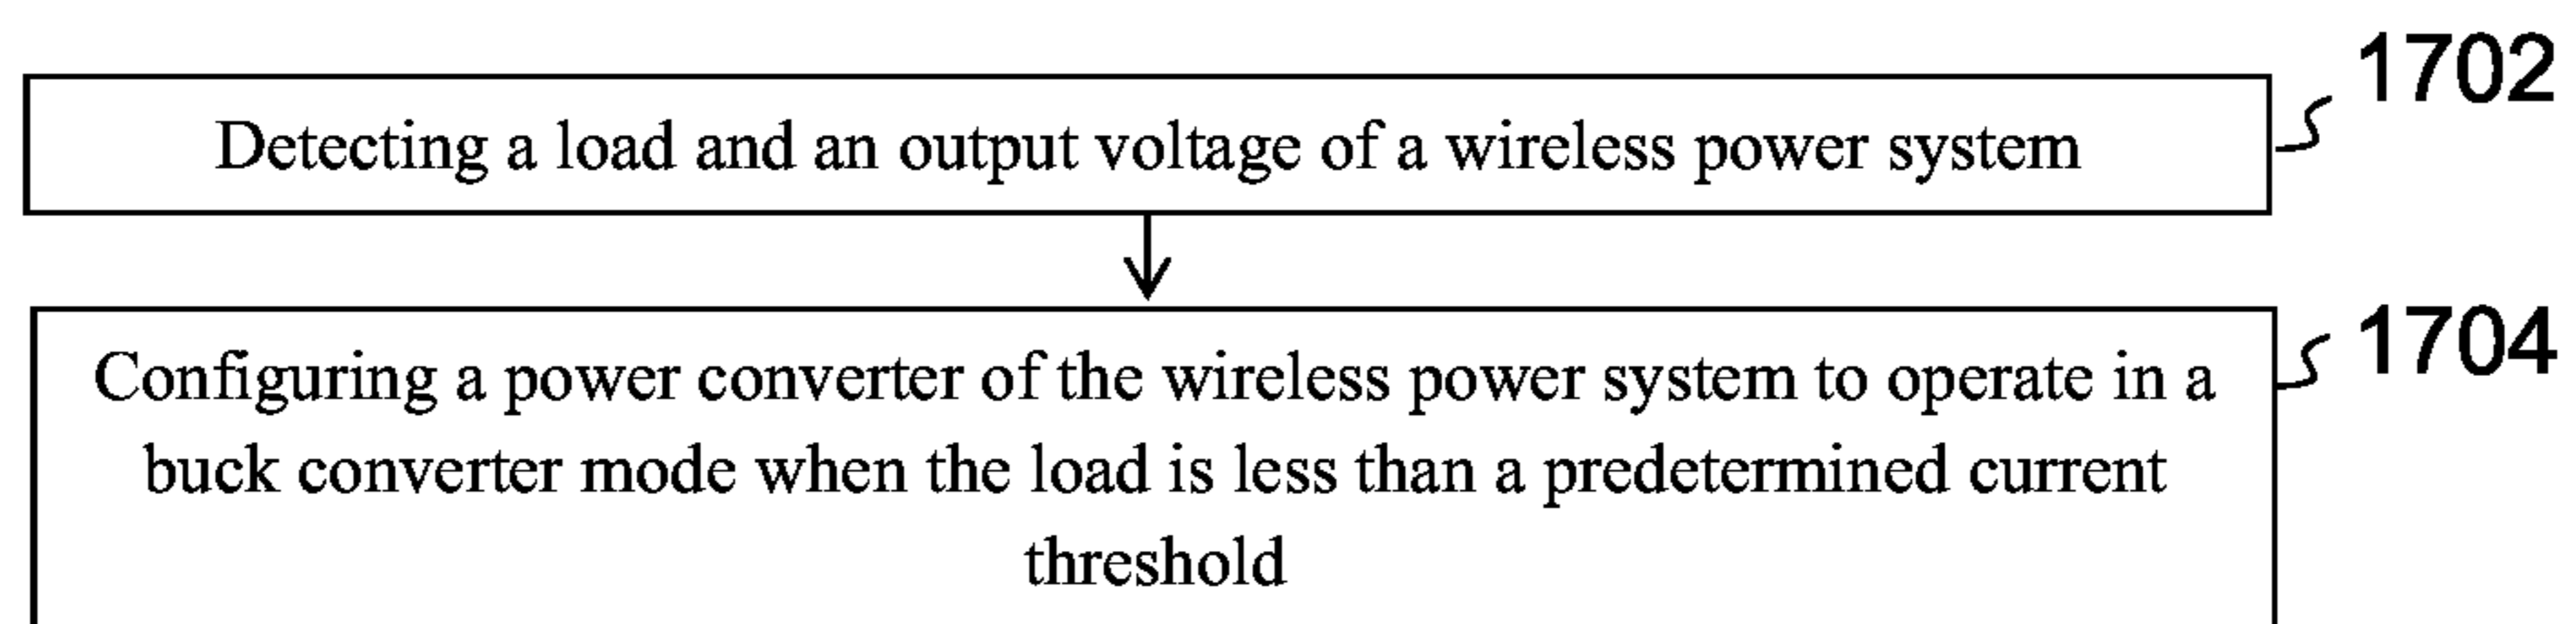 1702
Detecting a load and an output voltage of a wireless power system
1704
Configuring a power converter of the wireless power system to operate in a
buck converter mode when the load is less than a predetermined current
threshold